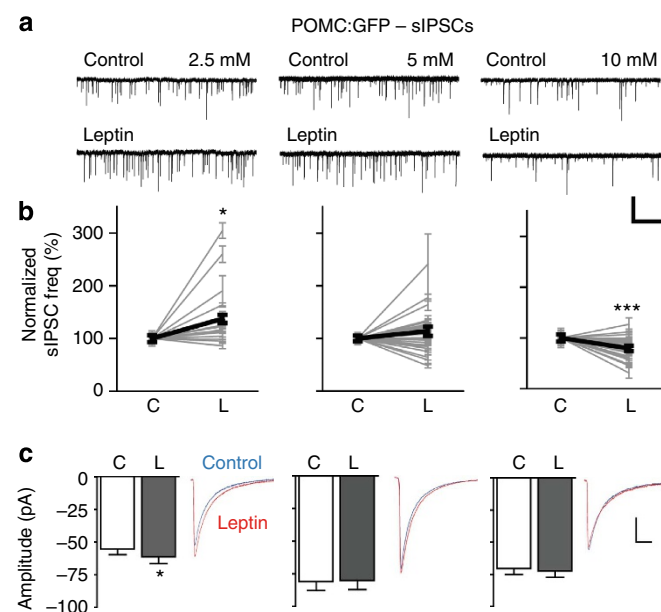 a
POMC:GFP – sIPSCs
Control 2.5 mM
Control 5 mM
Control 10 mM
Leptin
Leptin
Leptin
b
Normalized
sIPSC freq (%)
300
200
100
0
*
***
C L
C L
C L
c
Amplitude (pA)
0
–25
–50
–75
–100
C L
Control
Leptin
*
C L
C L